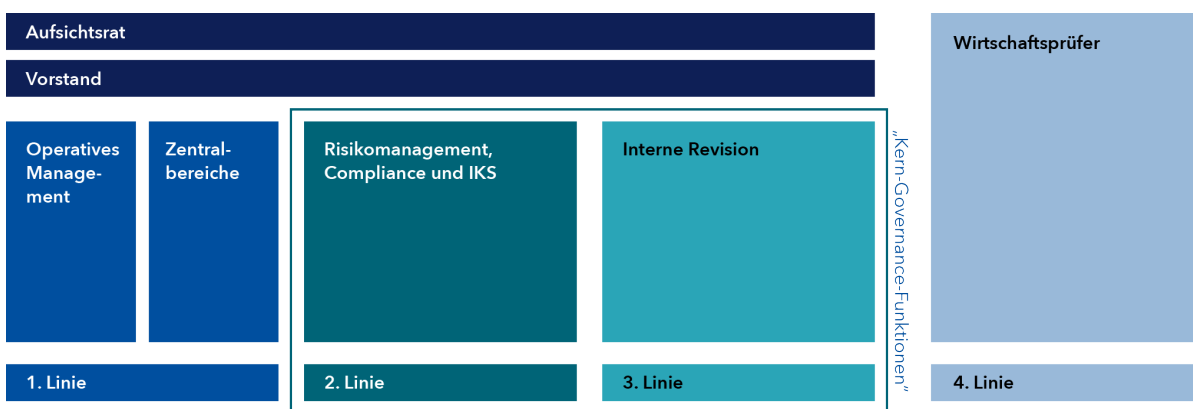 Aufsichtsrat
Vorstand
Operatives
Manage-
ment
Zentral-
bereiche
Risikomanagement,
Compliance und IKS
Interne Revision
„Kern-Governance-Funktionen”
Wirtschaftsprüfer
1. Linie
2. Linie
3. Linie
4. Linie